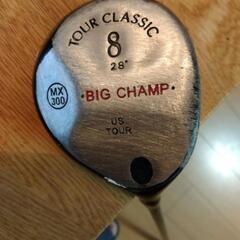 TOUR CLASSIC
8
28°
MX
300
· BIG CHAMP ·
US
TOUR